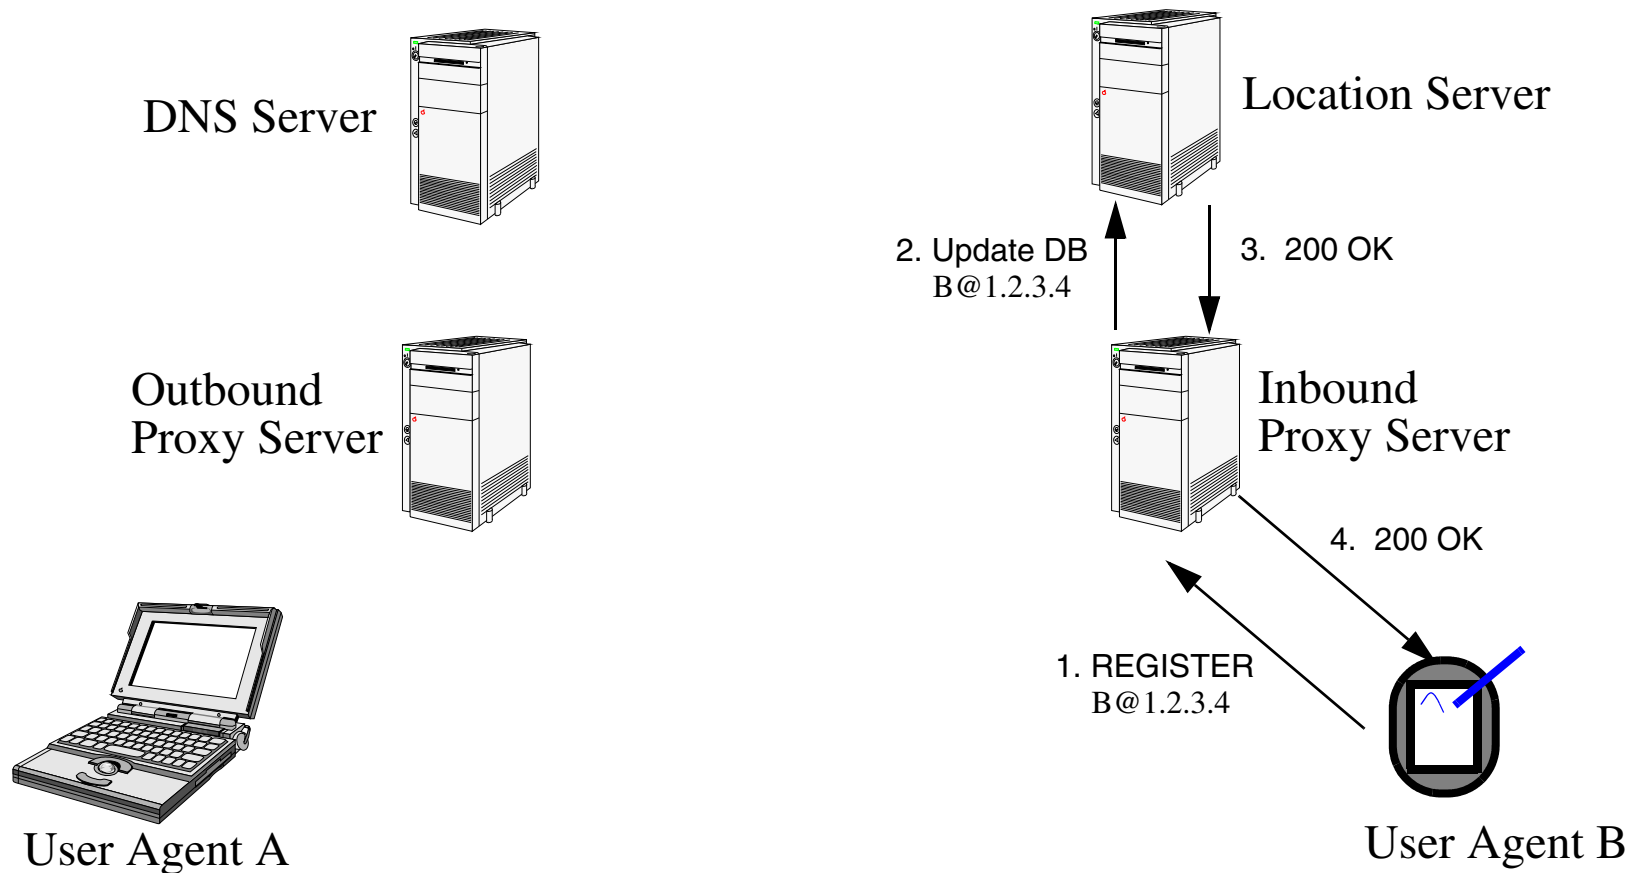 DNS Server
Location Server
2. Update DB
B@1.2.3.4
3. 200 OK
Outbound
Proxy Server
Inbound
Proxy Server
4. 200 OK
1. REGISTER
B@1.2.3.4
User Agent A
User Agent B